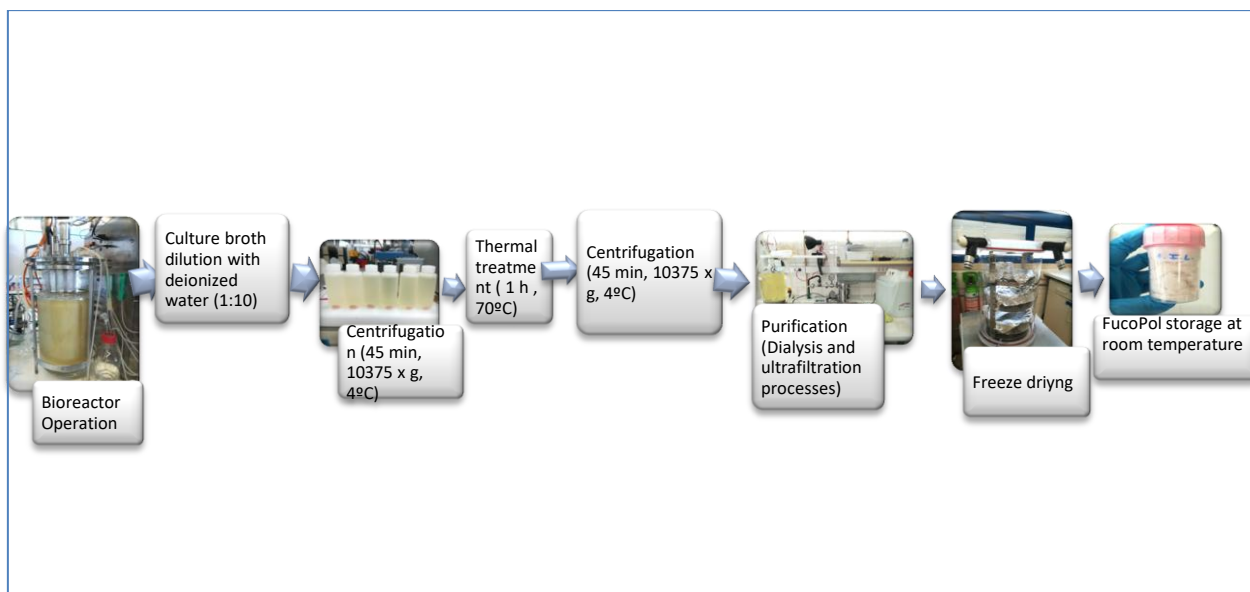 Bioreactor
Operation
Culture broth
dilution with
deionized
water (1:10)
Centrifugatio
n (45 min,
10375 x g,
4ºC)
Thermal
treatme
nt ( 1 h ,
70ºC)
Centrifugation
(45 min, 10375 x
g, 4ºC)
Purification
(Dialysis and
ultrafiltration
processes)
Freeze driyng
FucoPol storage at
room temperature